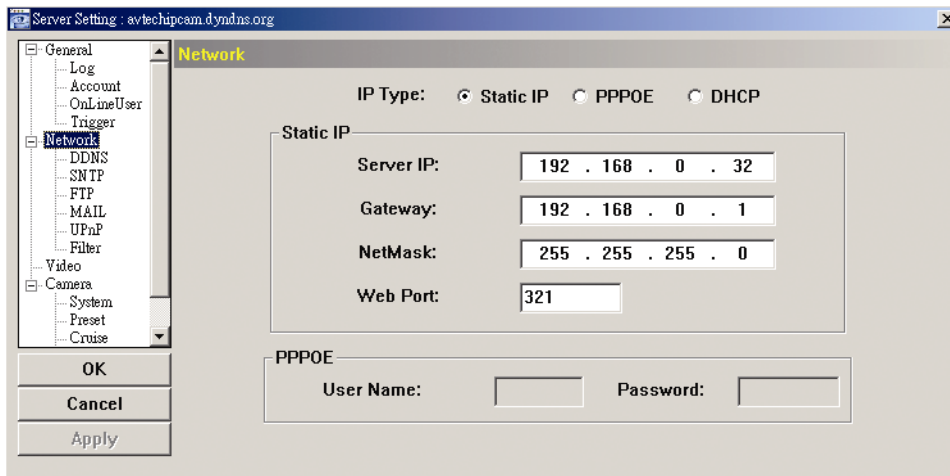 Server Setting : avtechipcam.dyndns.org
General
Log
Account
OnLineUser
Trigger
Network
DDNS
SNTP
FTP
MAIL
UPnP
Filter
Video
Camera
System
Preset
Cruise
OK
Cancel
Apply
Network
IP Type: Static IP PPPOE DHCP
Static IP
Server IP: 192 . 168 . 0 . 32
Gateway: 192 . 168 . 0 . 1
NetMask: 255 . 255 . 255 . 0
Web Port: 321
PPPOE
User Name: Password: